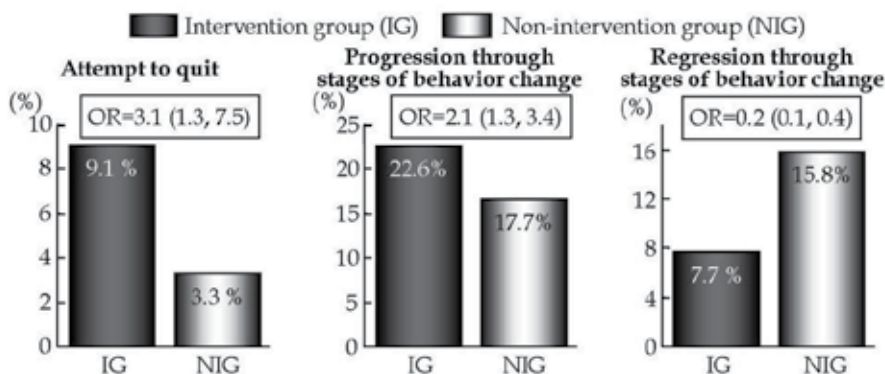 Intervention group (IG) Non-intervention group (NIG)
Attempt to quit
(%)
OR=3.1 (1.3, 7.5)
10
8
6
4
2
0
9.1 %
3.3 %
IG NIG
Progression through
stages of behavior change
(%)
OR=2.1 (1.3, 3.4)
25
20
15
10
5
0
22.6%
17.7%
IG NIG
Regression through
stages of behavior change
(%)
OR=0.2 (0.1, 0.4)
16
12
8
4
0
7.7 %
15.8%
IG NIG